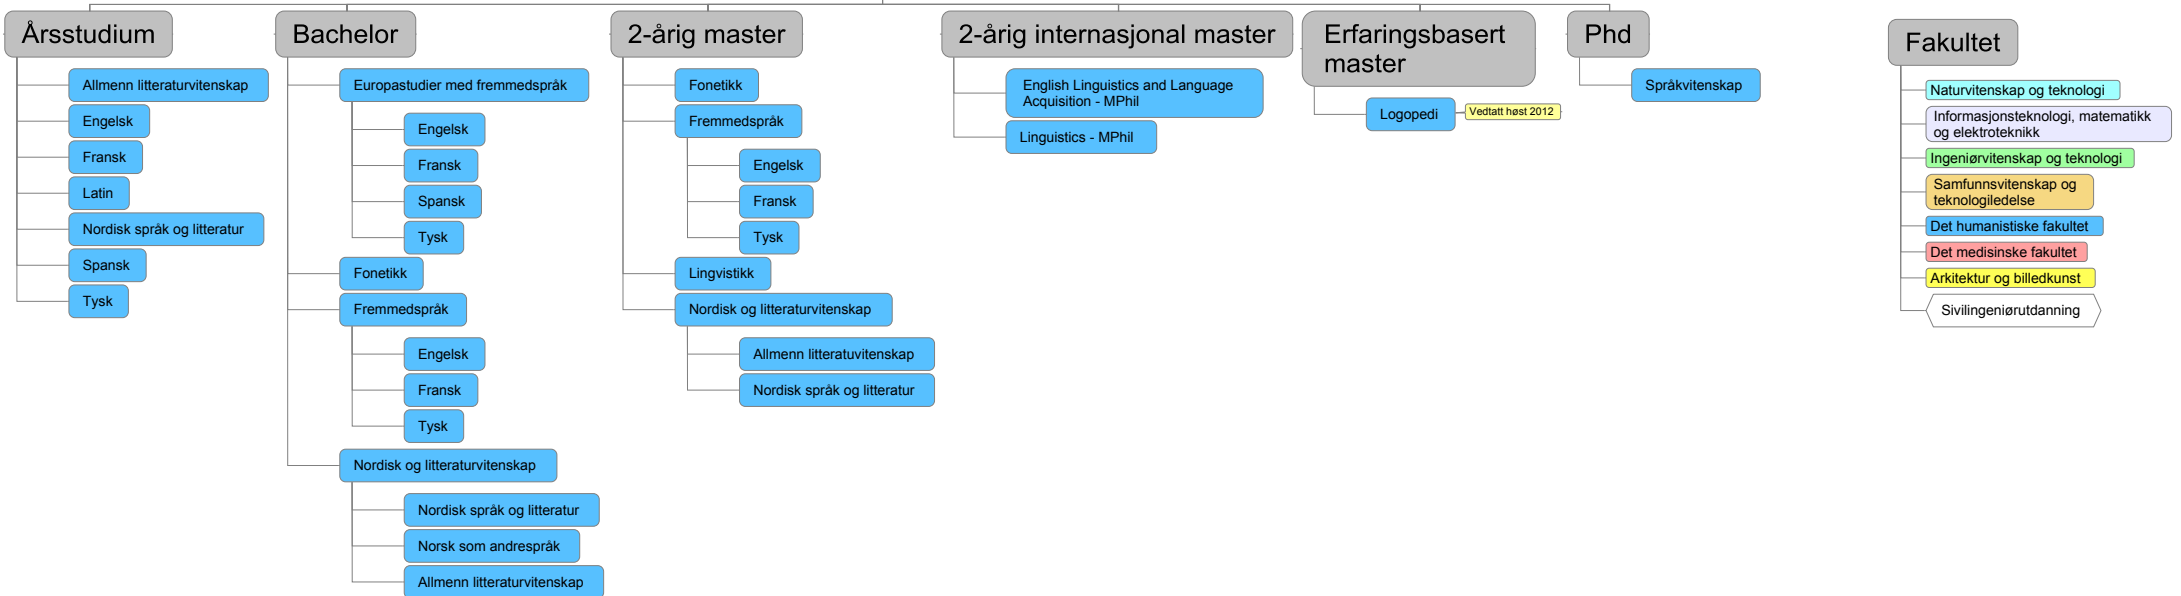 Årsstudium
Allmenn litteraturvitenskap
Engelsk
Fransk
Latin
Nordisk språk og litteratur
Spansk
Tysk
Bachelor
Europastudier med fremmedspråk
Engelsk
Fransk
Spansk
Tysk
Fonetikk
Fremmedspråk
Engelsk
Fransk
Tysk
Nordisk og litteraturvitenskap
Nordisk språk og litteratur
Norsk som andrespråk
Allmenn litteraturvitenskap
2-årig master
Fonetikk
Fremmedspråk
Engelsk
Fransk
Tysk
Lingvistikk
Nordisk og litteraturvitenskap
Allmenn litteratuvitenskap
Nordisk språk og litteratur
2-årig internasjonal master
English Linguistics and Language
Acquisition - MPhil
Linguistics - MPhil
Erfaringsbasert
master
Logopedi
Vedtatt høst 2012
Phd
Språkvitenskap
Fakultet
Naturvitenskap og teknologi
Informasjonsteknologi, matematikk
og elektroteknikk
Ingeniørvitenskap og teknologi
Samfunnsvitenskap og
teknologiledelse
Det humanistiske fakultet
Det medisinske fakultet
Arkitektur og billedkunst
Sivilingeniørutdanning